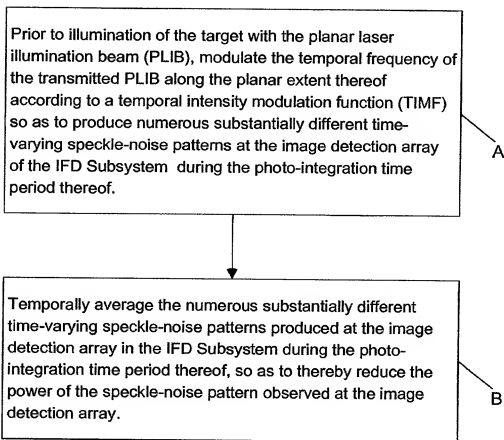 Prior to illumination of the target with the planar laser
illumination beam (PLIB), modulate the temporal frequency of
the transmitted PLIB along the planar extent thereof
according to a temporal intensity modulation function (TIMF)
so as to produce numerous substantially different time-
varying speckle-noise patterns at the image detection array
of the IFD Subsystem during the photo-integration time
period thereof.
A
Temporally average the numerous substantially different
time-varying speckle-noise patterns produced at the image
detection array in the IFD Subsystem during the photo-
integration time period thereof, so as to thereby reduce the
power of the speckle-noise pattern observed at the image
detection array.
B